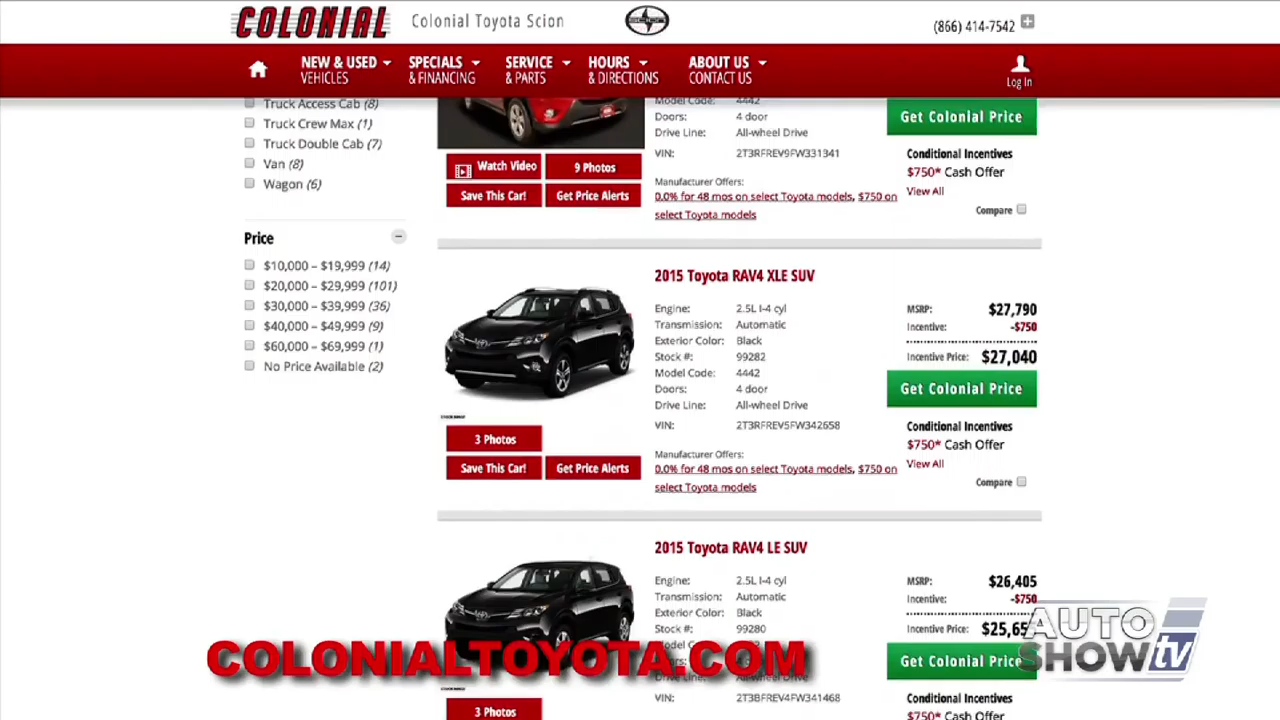 COLONIAL
Colonial Toyota Scion
SCION
(866) 414-7542
NEW & USED
VEHICLES
SPECIALS
& FINANCING
SERVICE
& PARTS
HOURS
& DIRECTIONS
ABOUT US
CONTACT US
Log In
Truck Access Cab (8)
Truck Crew Max (1)
Truck Double Cab (7)
Van (8)
Wagon (6)
Price
$10,000 – $19,999 (14)
$20,000 – $29,999 (101)
$30,000 – $39,999 (36)
$40,000 – $49,999 (9)
$60,000 – $69,999 (1)
No Price Available (2)
Watch Video
9 Photos
Save This Car!
Get Price Alerts
Model Code: 4442
Doors: 4 door
Drive Line: All-wheel Drive
VIN: 2T3RFREV9FW331341
Manufacturer Offers:
0.0% for 48 mos on select Toyota models, $750 on
select Toyota models
Get Colonial Price
Conditional Incentives
$750* Cash Offer
View All
Compare
2015 Toyota RAV4 XLE SUV
Engine: 2.5L I-4 cyl
Transmission: Automatic
Exterior Color: Black
Stock #: 99282
Model Code: 4442
Doors: 4 door
Drive Line: All-wheel Drive
VIN: 2T3RFREV5FW342658
Manufacturer Offers:
0.0% for 48 mos on select Toyota models, $750 on
select Toyota models
3 Photos
Save This Car!
Get Price Alerts
MSRP: $27,790
Incentive: -$750
Incentive Price: $27,040
Get Colonial Price
Conditional Incentives
$750* Cash Offer
View All
Compare
2015 Toyota RAV4 LE SUV
Engine: 2.5L I-4 cyl
Transmission: Automatic
Exterior Color: Black
Stock #: 99280
All-wheel Drive
VIN: 2T3BFREV4FW341468
3 Photos
MSRP: $26,405
Incentive: -$750
Incentive Price:
Get Colonial Price
Conditional Incentives
$750* Cash Offer
COLONIALTOYOTA.COM
AUTO
SHOW tv